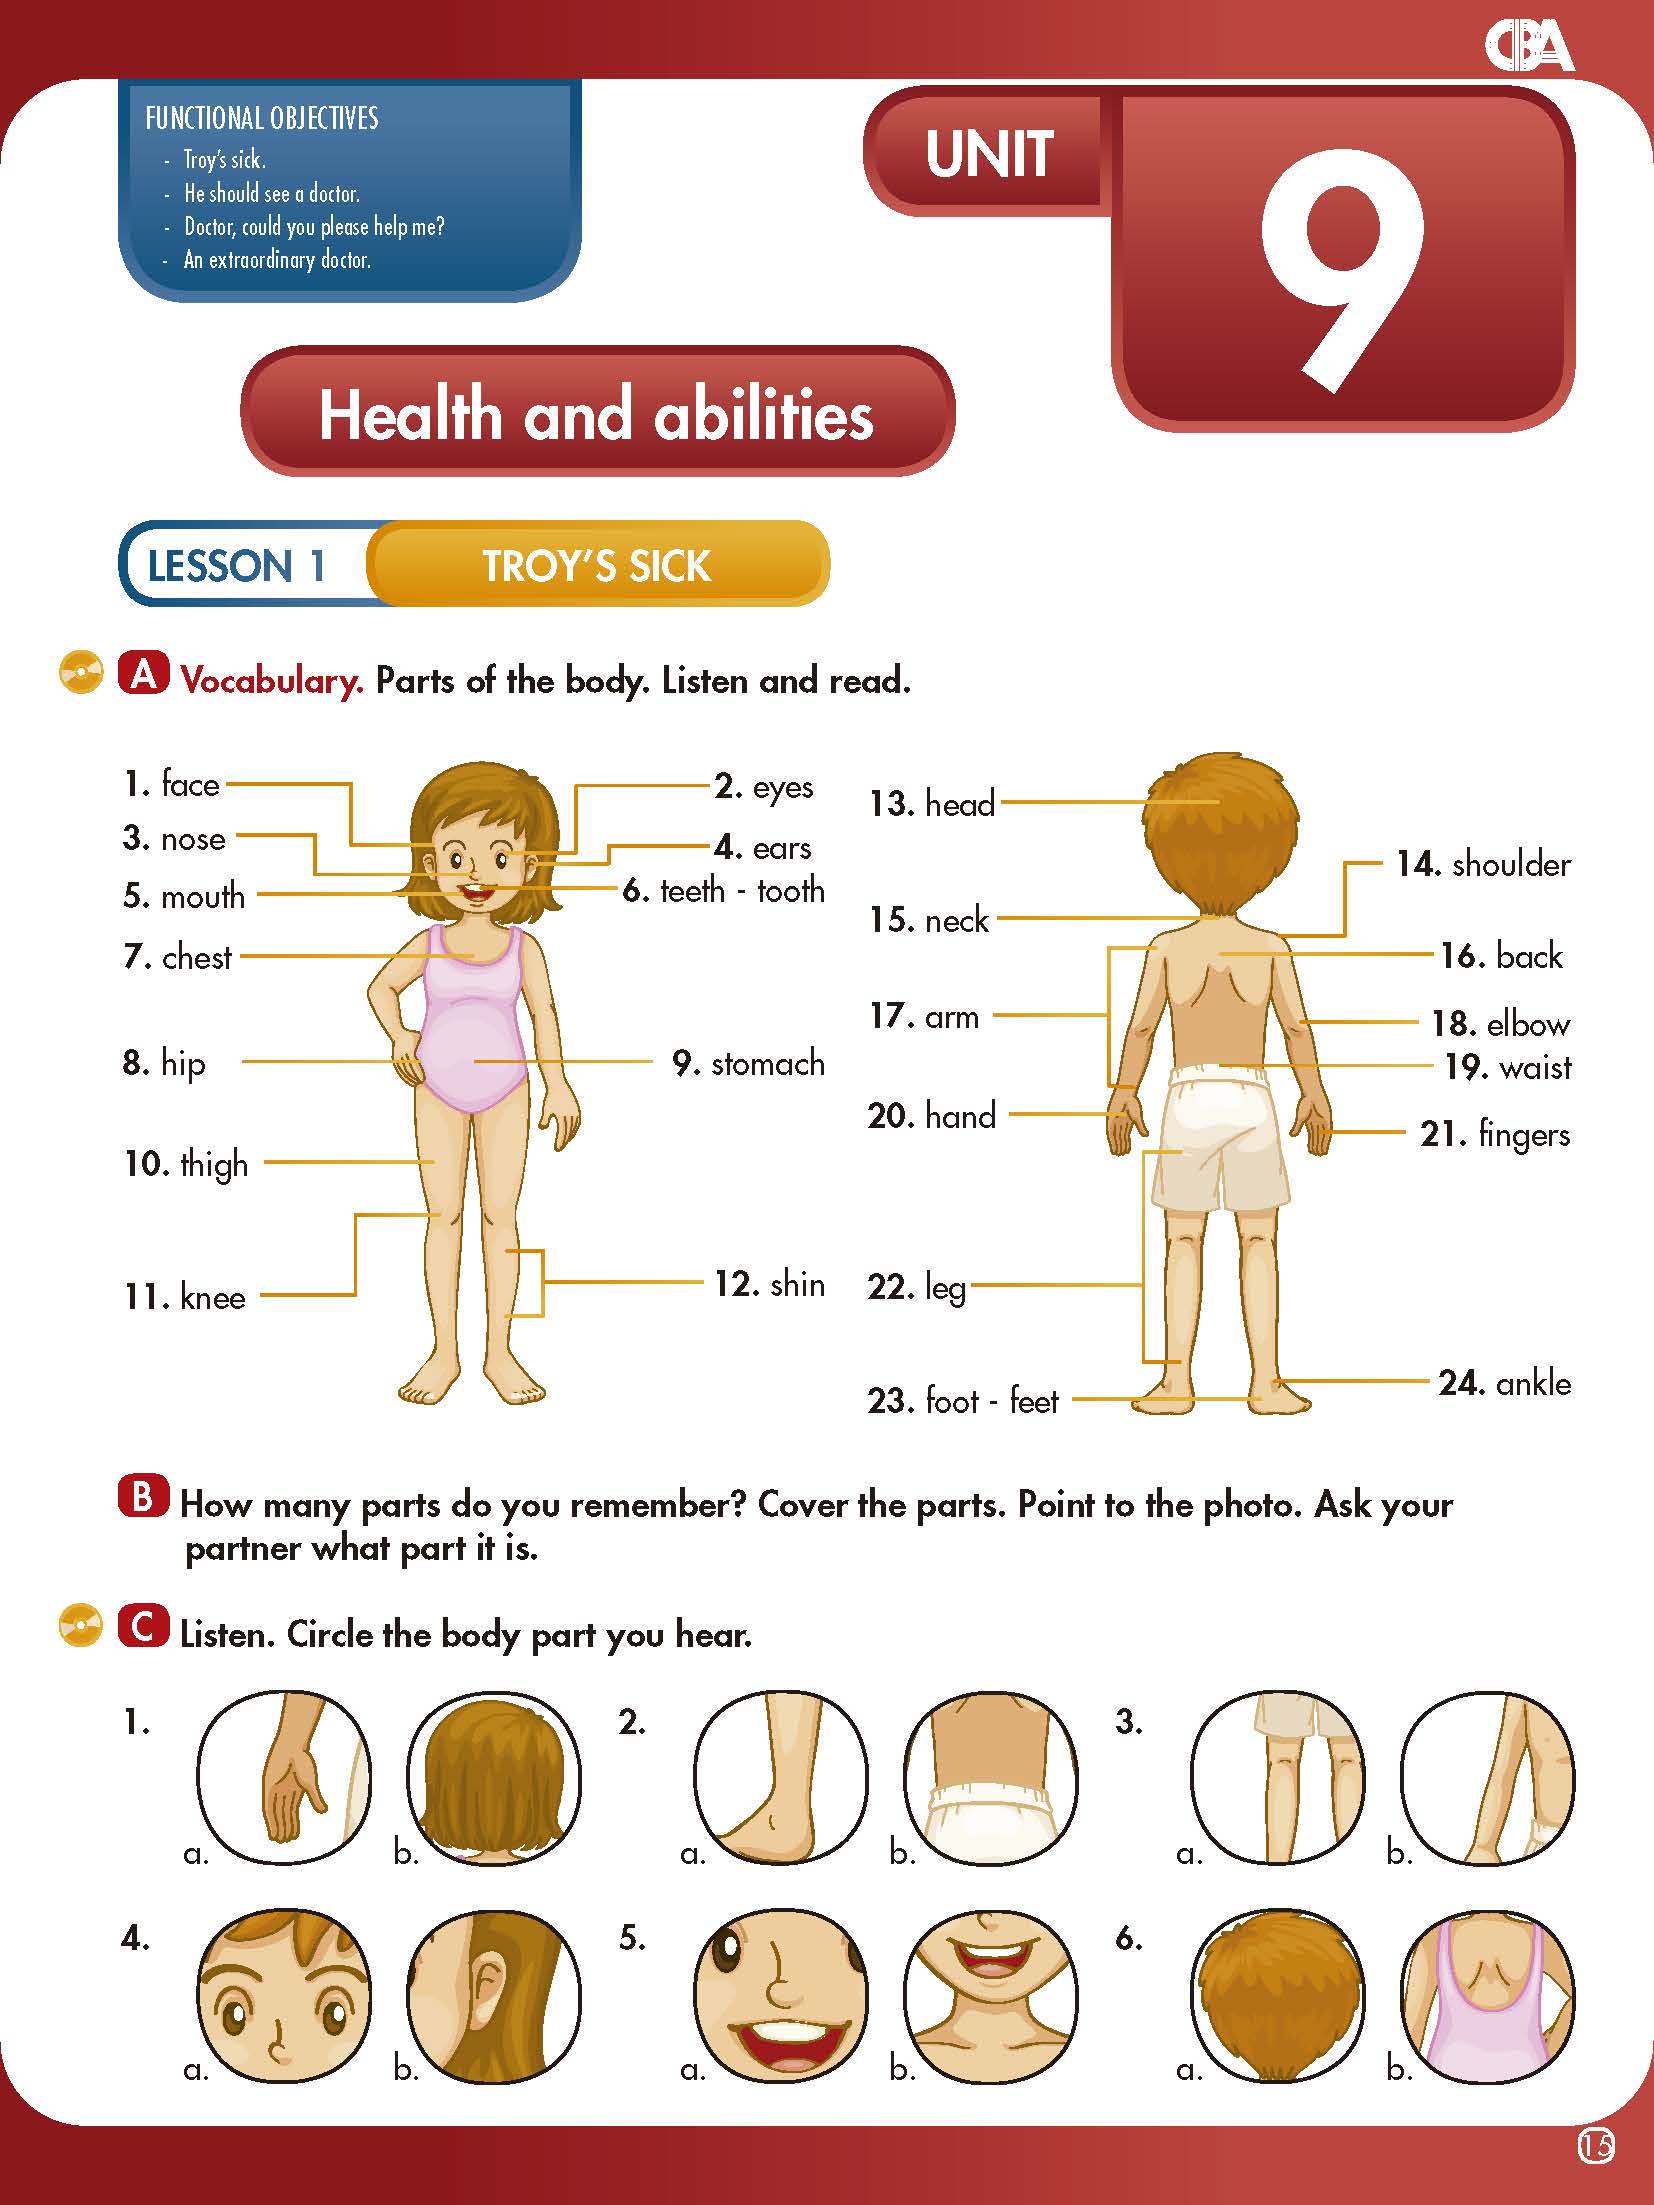 CBA
FUNCTIONAL OBJECTIVES
- Troy's sick.
- He should see a doctor.
- Doctor, could you please help me?
- An extraordinary doctor.
UNIT
9
Health and abilities
LESSON 1 TROY'S SICK
A Vocabulary. Parts of the body. Listen and read.
1. face
2. eyes
3. nose
4. ears
5. mouth
6. teeth - tooth
7. chest
8. hip
9. stomach
10. thigh
11. knee
12. shin
13. head
14. shoulder
15. neck
16. back
17. arm
18. elbow
19. waist
20. hand
21. fingers
22. leg
23. foot - feet
24. ankle
B How many parts do you remember? Cover the parts. Point to the photo. Ask your
partner what part it is.
C Listen. Circle the body part you hear.
1. a. b.
2. a. b.
3. a. b.
4. a. b.
5. a. b.
6. a. b.
15